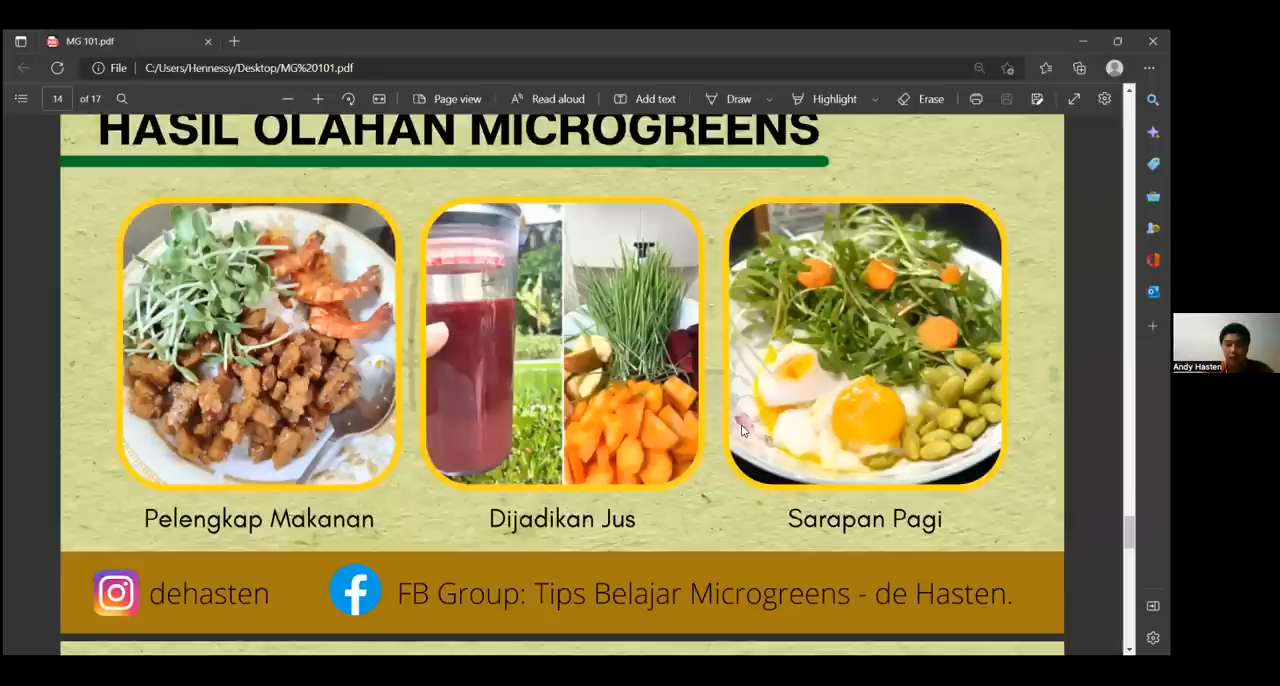 MG 101.pdf
File
C:/Users/Hennessy/Desktop/MG%20101.pdf
14
of 17
Page view
Read aloud
Add text
Draw
Highlight
Erase
HASIL OLAHAN MICROGREENS
Pelengkap Makanan
Dijadikan Jus
Sarapan Pagi
dehasten
FB Group: Tips Belajar Microgreens - de Hasten.
Andy Hasten